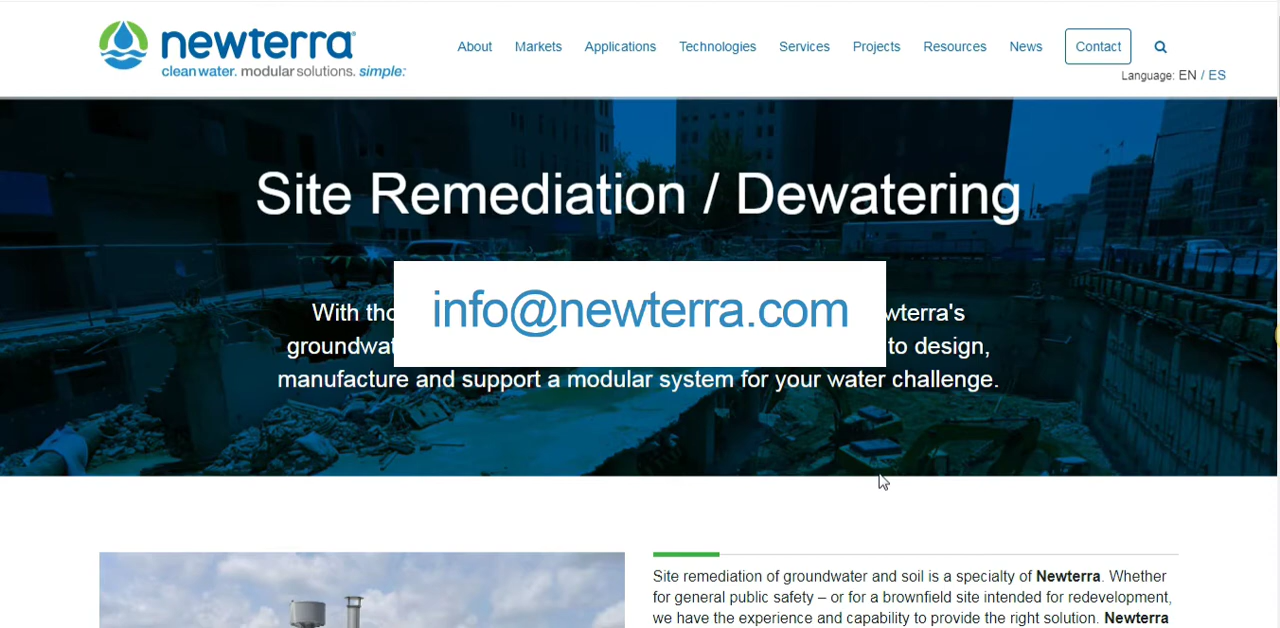 newterra®
clean water. modular solutions. simple:
About Markets Applications Technologies Services Projects Resources News Contact
Language: EN / ES
Site Remediation / Dewatering
info@newterra.com
With wterra's
to design,
manufacture and support a modular system for your water challenge.
Site remediation of groundwater and soil is a specialty of Newterra. Whether
for general public safety – or for a brownfield site intended for redevelopment,
we have the experience and capability to provide the right solution. Newterra